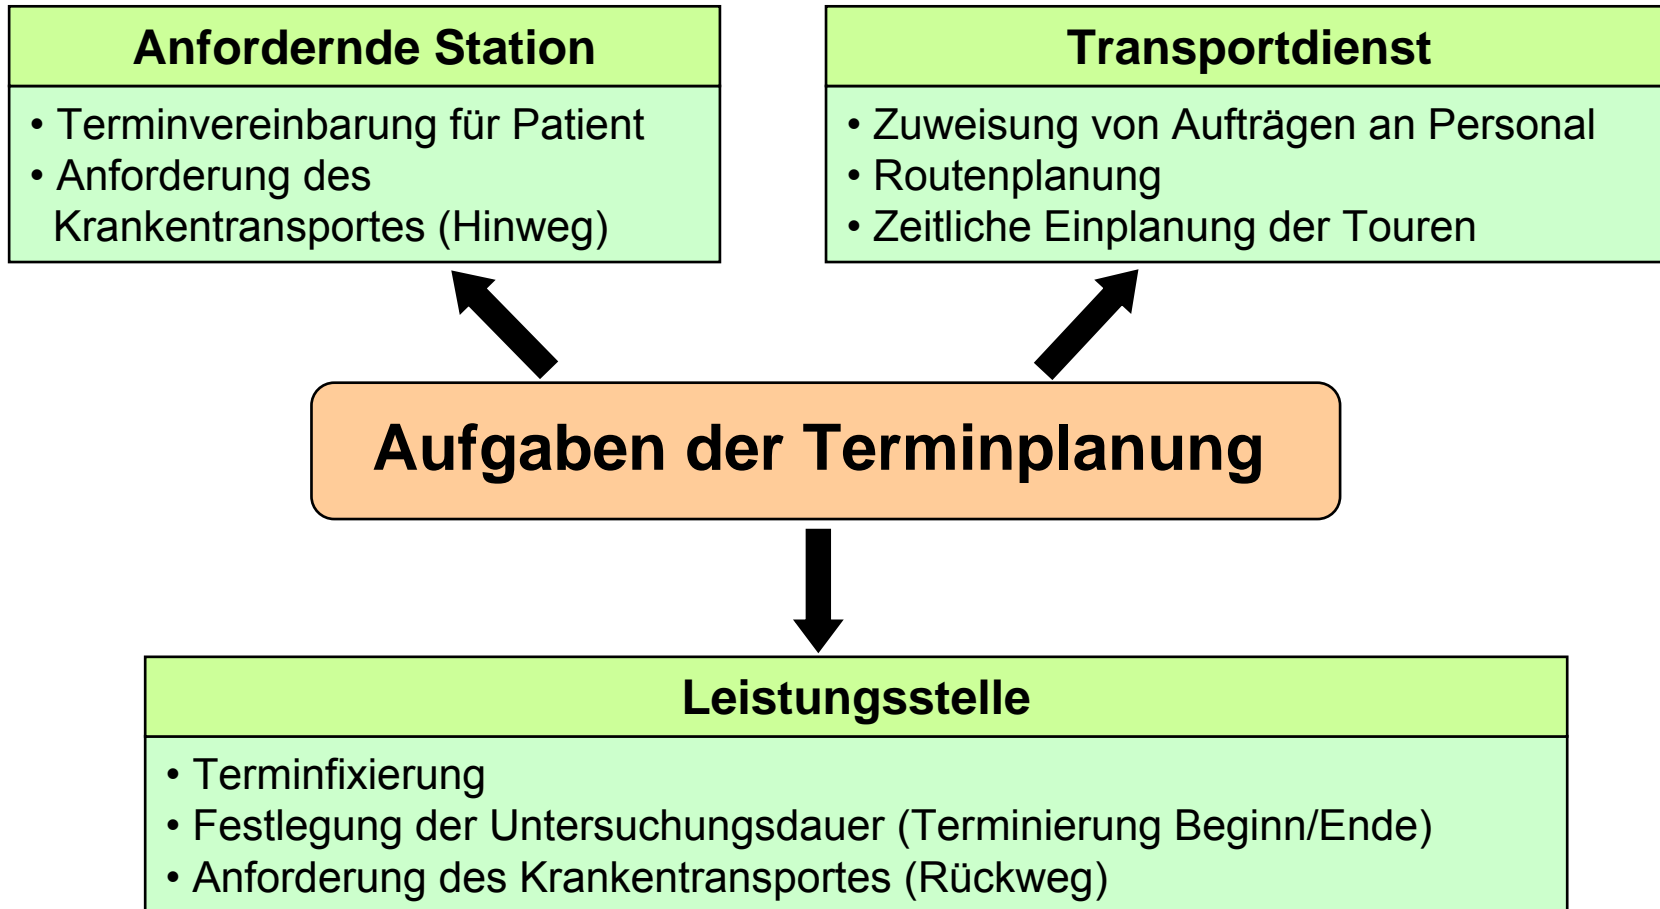 Anfordernde Station
• Terminvereinbarung für Patient
• Anforderung des
Krankentransportes (Hinweg)
Transportdienst
• Zuweisung von Aufträgen an Personal
• Routenplanung
• Zeitliche Einplanung der Touren
Aufgaben der Terminplanung
Leistungsstelle
• Terminfixierung
• Festlegung der Untersuchungsdauer (Terminierung Beginn/Ende)
• Anforderung des Krankentransportes (Rückweg)